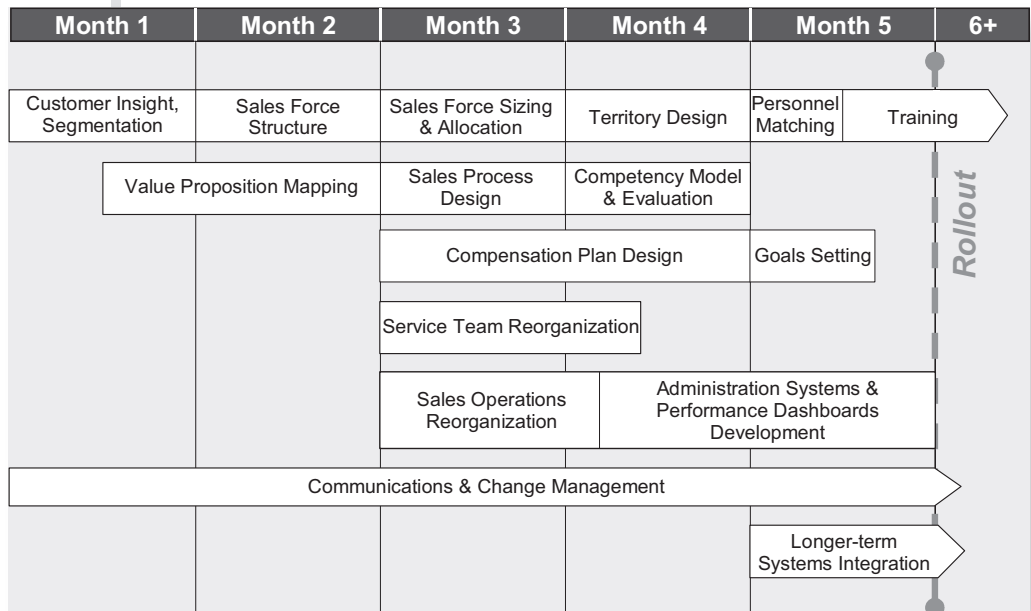 Month 1 Month 2 Month 3 Month 4 Month 5 6+
Customer Insight,
Segmentation
Sales Force
Structure
Sales Force Sizing
& Allocation
Territory Design
Personnel
Matching
Training
Value Proposition Mapping
Sales Process
Design
Competency Model
& Evaluation
Rollout
Compensation Plan Design
Goals Setting
Service Team Reorganization
Sales Operations
Reorganization
Administration Systems &
Performance Dashboards
Development
Communications & Change Management
Longer-term
Systems Integration